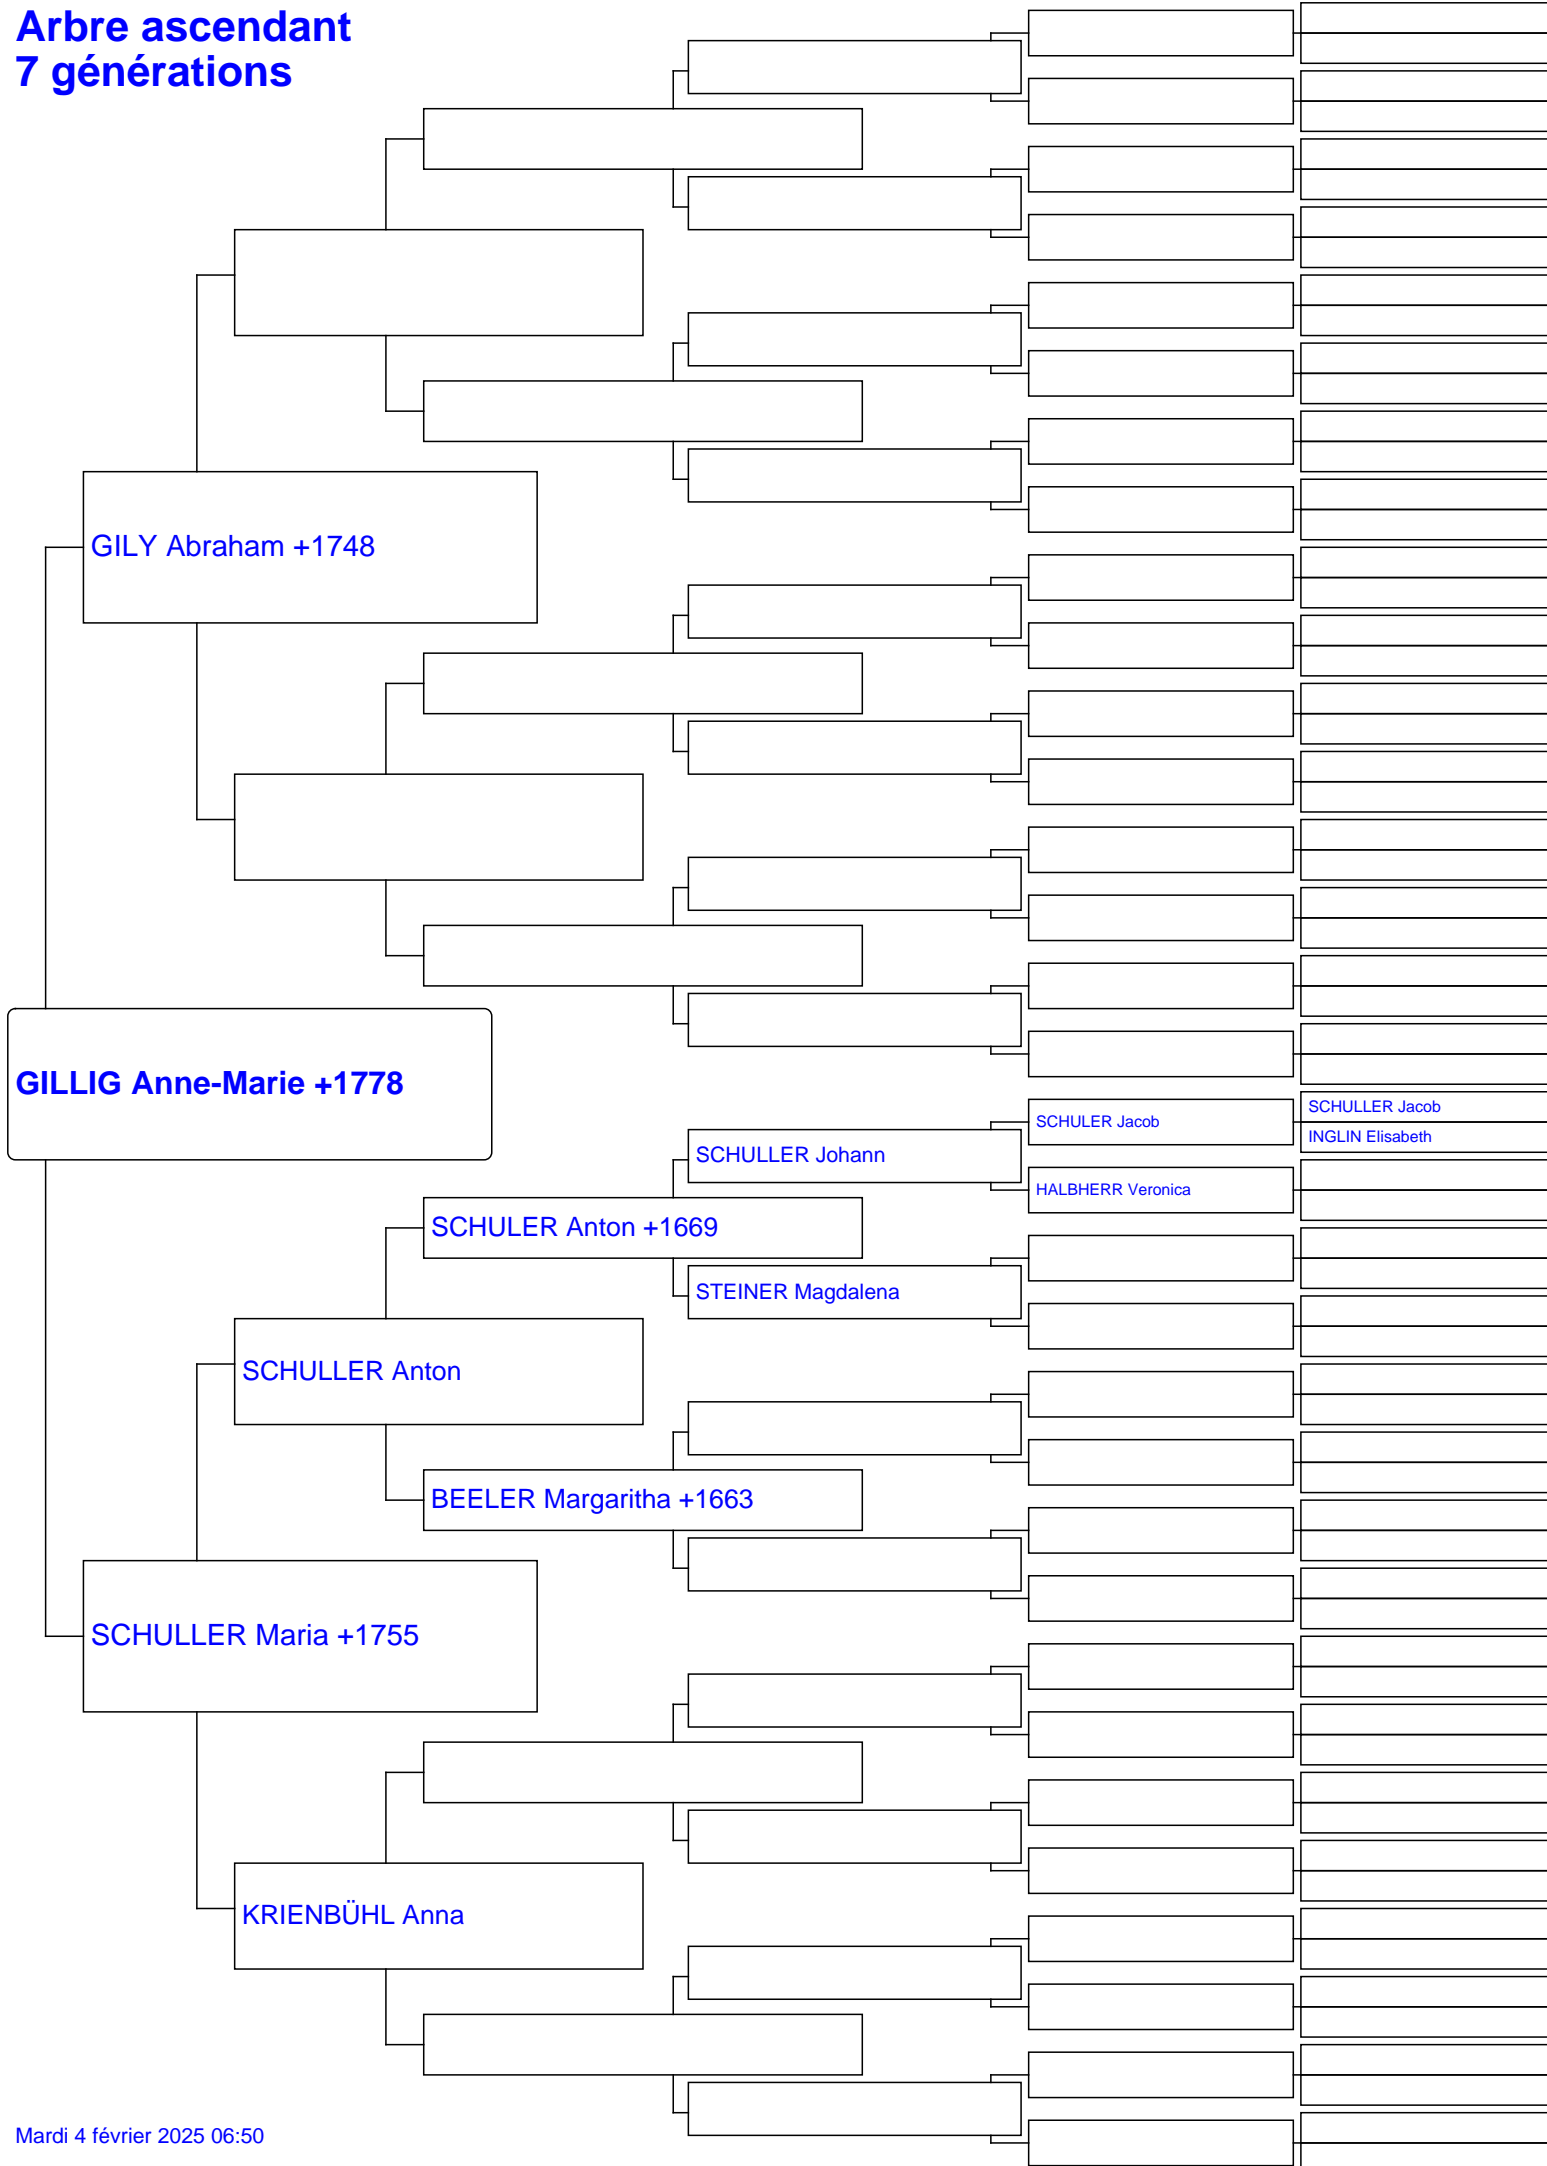 Arbre ascendant
7 générations
GILY Abraham +1748
GILLIG Anne-Marie +1778
SCHULLER Jacob
SCHULER Jacob
INGLIN Elisabeth
SCHULLER Johann
HALBHERR Veronica
SCHULER Anton +1669
STEINER Magdalena
SCHULLER Anton
BEELER Margaritha +1663
SCHULLER Maria +1755
KRIENBÜHL Anna
Mardi 4 février 2025 06:50